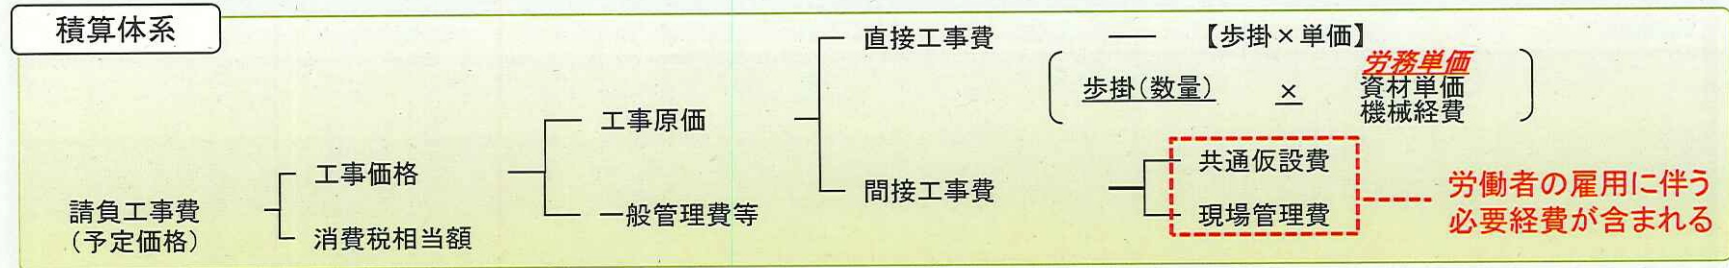 積算体系
直接工事費
【歩掛×単価】
歩掛(数量)
×
労務単価
資材単価
機械経費
工事原価
工事価格
間接工事費
共通仮設費
現場管理費
労働者の雇用に伴う
必要経費が含まれる
請負工事費
(予定価格)
一般管理費等
消費税相当額